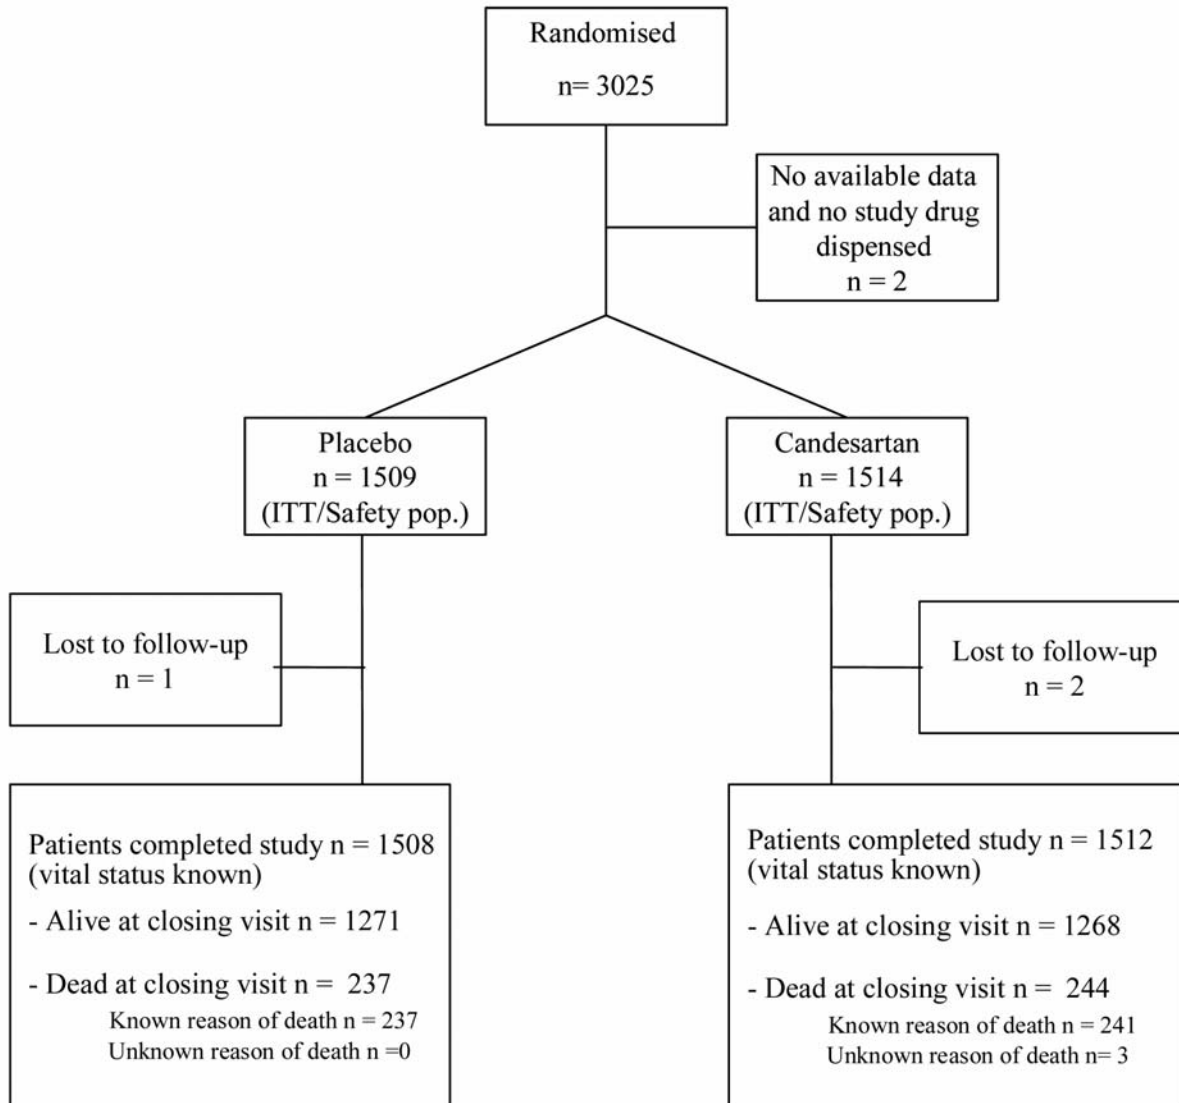 Randomised
n= 3025
No available data
and no study drug
dispensed
n = 2
Placebo
n = 1509
(ITT/Safety pop.)
Candesartan
n = 1514
(ITT/Safety pop.)
Lost to follow-up
n = 1
Lost to follow-up
n = 2
Patients completed study n = 1508
(vital status known)
- Alive at closing visit n = 1271
- Dead at closing visit n =  237
Known reason of death n = 237
Unknown reason of death n =0
Patients completed study n = 1512
(vital status known)
- Alive at closing visit n = 1268
- Dead at closing visit n =  244
Known reason of death n = 241
Unknown reason of death n= 3